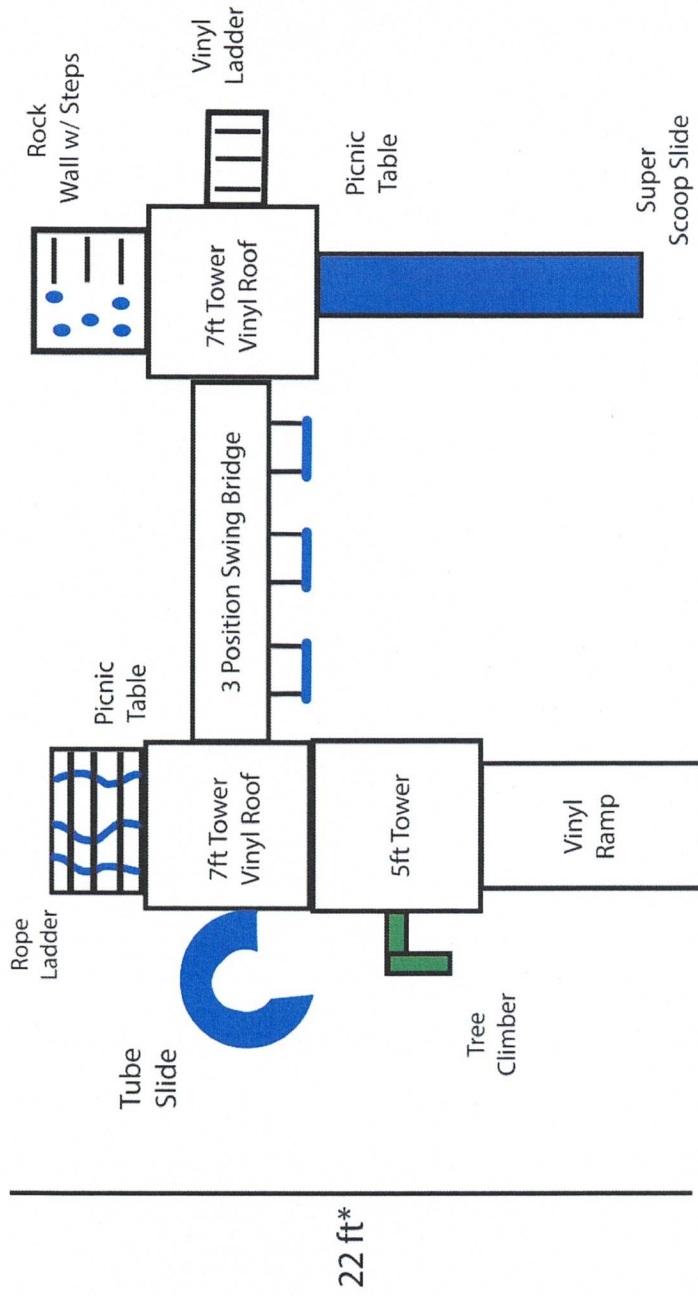 Rock
Wall w/ Steps
Vinyl
Ladder
Picnic
Table
Super
Scoop Slide
7ft Tower
Vinyl Roof
3 Position Swing Bridge
Picnic
Table
Rope
Ladder
7ft Tower
Vinyl Roof
5ft Tower
Vinyl
Ramp
Tube
Slide
Tree
Climber
22 ft*